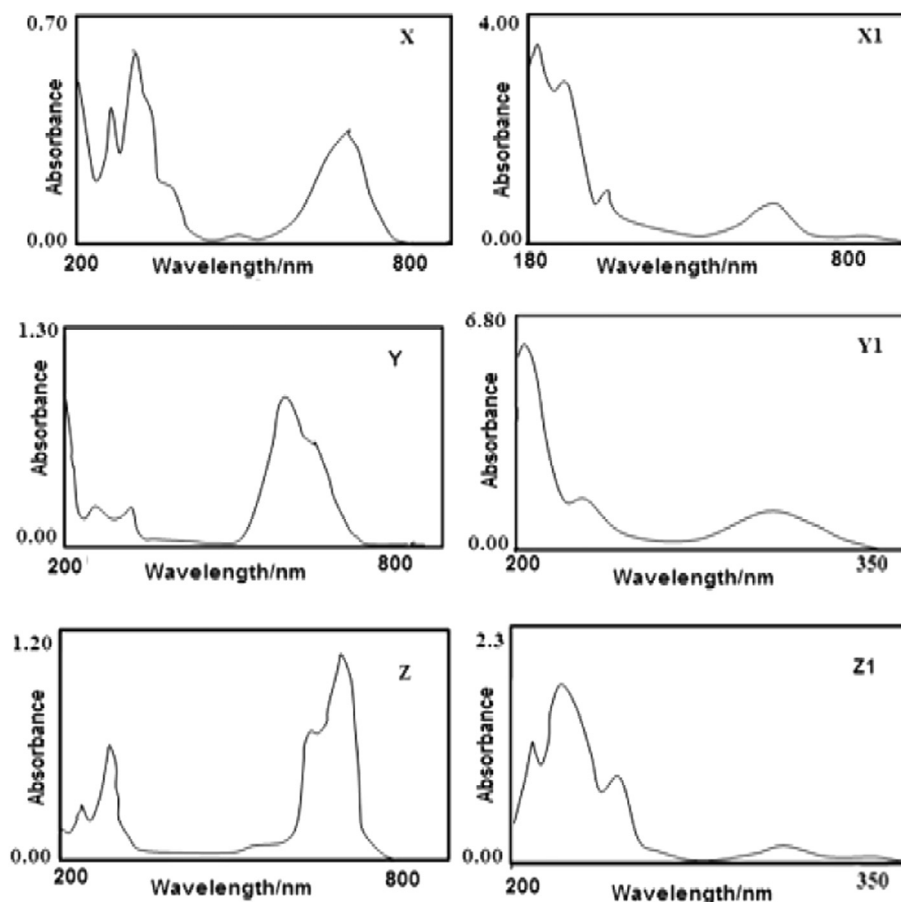 0.70
X
Absorbance
0.00
200
Wavelength/nm
800
4.00
X1
Absorbance
0.00
180
Wavelength/nm
800
1.30
Y
Absorbance
0.00
200
Wavelength/nm
800
6.80
Y1
Absorbance
0.00
200
Wavelength/nm
350
1.20
Z
Absorbance
0.00
200
Wavelength/nm
800
2.3
Z1
Absorbance
0.00
200
Wavelength/nm
350